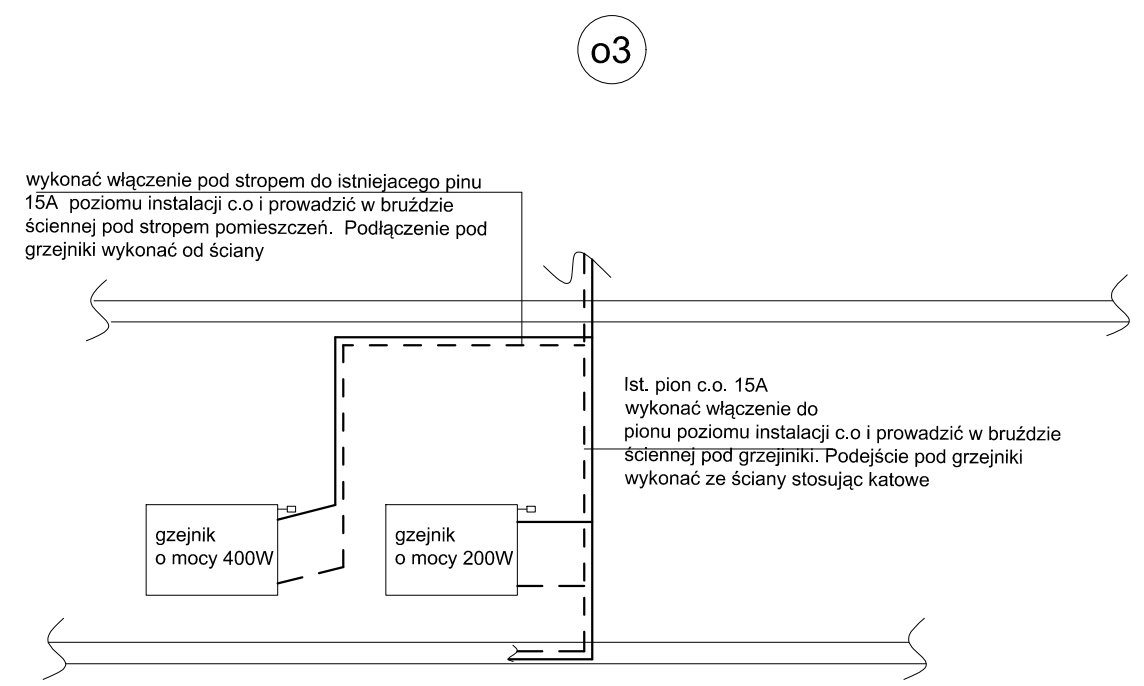 o3
wykonać włączenie pod stropem do istniejacego pinu
15A poziomu instalacji c.o i prowadzić w bruździe
ściennej pod stropem pomieszczeń. Podłączenie pod
grzejniki wykonać od ściany
Ist. pion c.o. 15A
wykonać włączenie do
pionu poziomu instalacji c.o i prowadzić w bruździe
ściennej pod grzejiniki. Podejście pod grzejniki
wykonać ze ściany stosując katowe
gzejnik
o mocy 400W
gzejnik
o mocy 200W